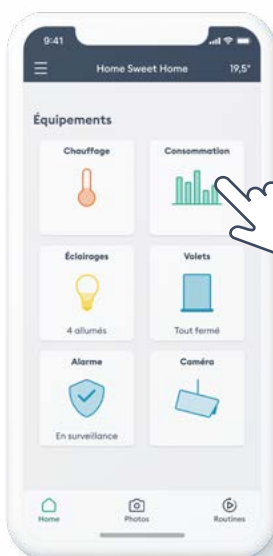 9:41
Home Sweet Home 19,5°
Équipements
Chauffage Consommation
Éclairages Volets
4 allumés Tout fermé
Alarme Caméra
En surveillance
Home Photos Routines